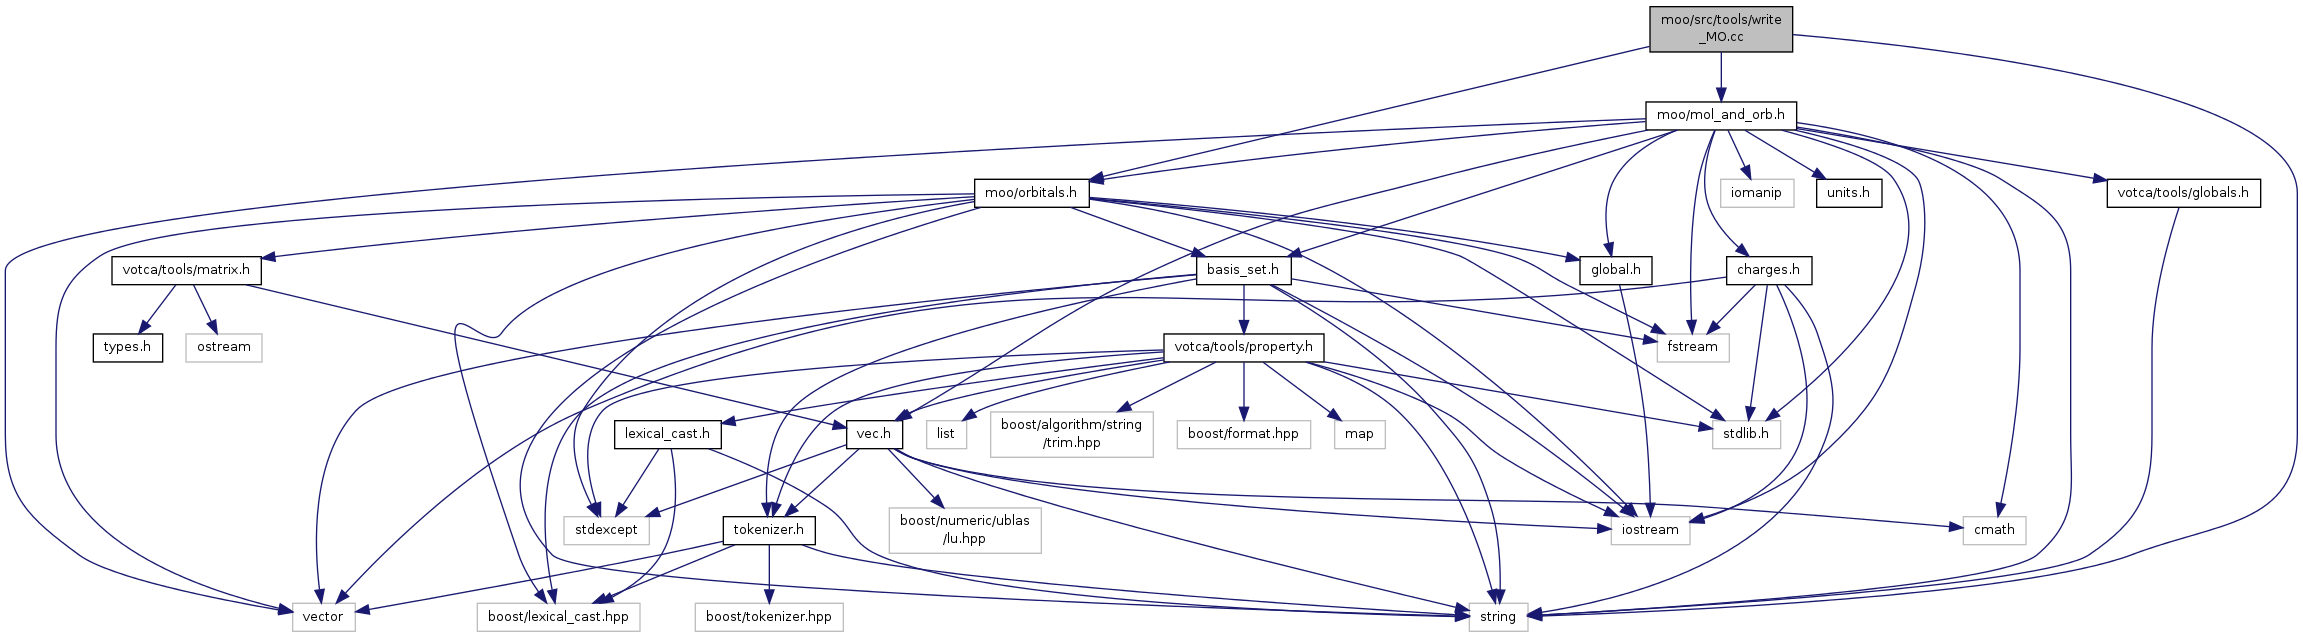 moo/src/tools/write
_MO.cc
moo/mol_and_orb.h
moo/orbitals.h
iomanip
units.h
votca/tools/globals.h
votca/tools/matrix.h
basis_set.h
global.h
charges.h
types.h
ostream
votca/tools/property.h
fstream
lexical_cast.h
vec.h
list
boost/algorithm/string
/trim.hpp
boost/format.hpp
map
stdlib.h
stdexcept
tokenizer.h
boost/numeric/ublas
/lu.hpp
iostream
cmath
vector
boost/lexical_cast.hpp
boost/tokenizer.hpp
string